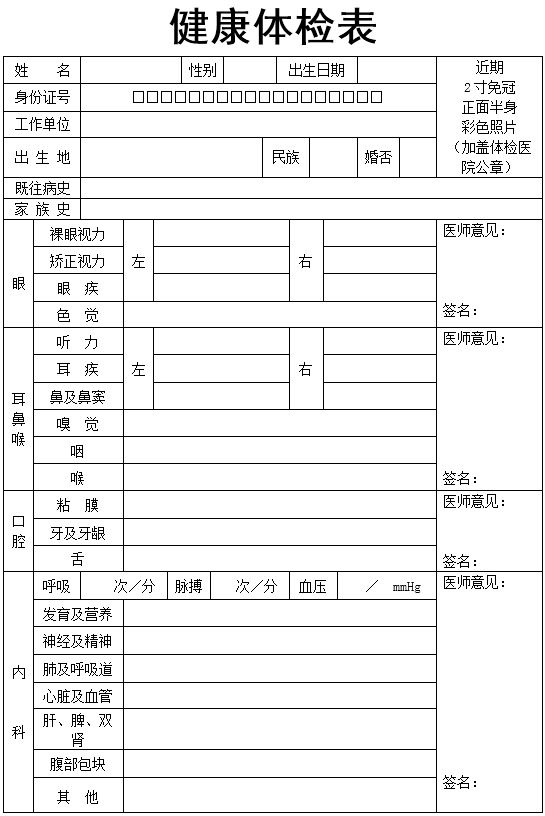 健康体检表
姓 名 性别 出生日期
近期
2寸免冠
正面半身
彩色照片
（加盖体检医
院公章）
身份证号 □□□□□□□□□□□□□□□□□□
工作单位
出 生 地 民族 婚否
既往病史
家 族 史
眼
裸眼视力
矫正视力
左 右
眼 疾
色 觉
医师意见：
签名：
耳
鼻
喉
听 力
耳 疾
左 右
鼻及鼻窦
嗅 觉
咽
喉
医师意见：
签名：
口
腔
粘 膜
牙及牙龈
舌
医师意见：
签名：
内
科
呼吸 次／分 脉搏 次／分 血压 ／ mmHg
发育及营养
神经及精神
肺及呼吸道
心脏及血管
肝、脾、双
肾
腹部包块
其 他
医师意见：
签名：